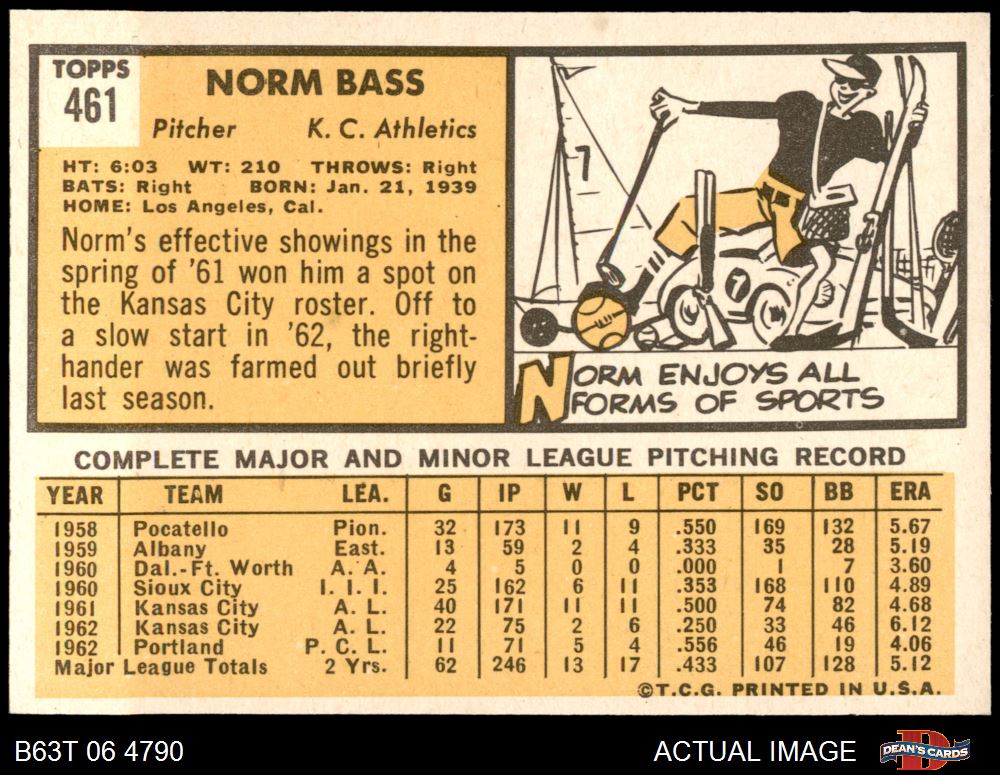 TOPPS
461
NORM BASS
Pitcher K. C. Athletics
HT: 6:03 WT: 210 THROWS: Right
BATS: Right BORN: Jan. 21, 1939
HOME: Los Angeles, Cal.
Norm's effective showings in the
spring of '61 won him a spot on
the Kansas City roster. Off to
a slow start in '62, the right-
hander was farmed out briefly
last season.
7
7
NORM ENJOYS ALL
FORMS OF SPORTS
COMPLETE MAJOR AND MINOR LEAGUE PITCHING RECORD
YEAR TEAM LEA. G IP W L PCT SO BB ERA
1958 Pocatello Pion. 32 173 11 9 .550 169 132 5.67
1959 Albany East. 13 59 2 4 .333 35 28 5.19
1960 Dal.-Ft. Worth A. A. 4 5 0 0 .000 1 7 3.60
1960 Sioux City I. I. I. 25 162 6 11 .353 168 110 4.89
1961 Kansas City A. L. 40 171 11 11 .500 74 82 4.68
1962 Kansas City A. L. 22 75 2 6 .250 33 46 6.12
1962 Portland P. C. L. 11 71 5 4 .556 46 19 4.06
Major League Totals 2 Yrs. 62 246 13 17 .433 107 128 5.12
©T.C.G. PRINTED IN U.S.A.
B63T 06 4790 ACTUAL IMAGE DEAN'S CARDS